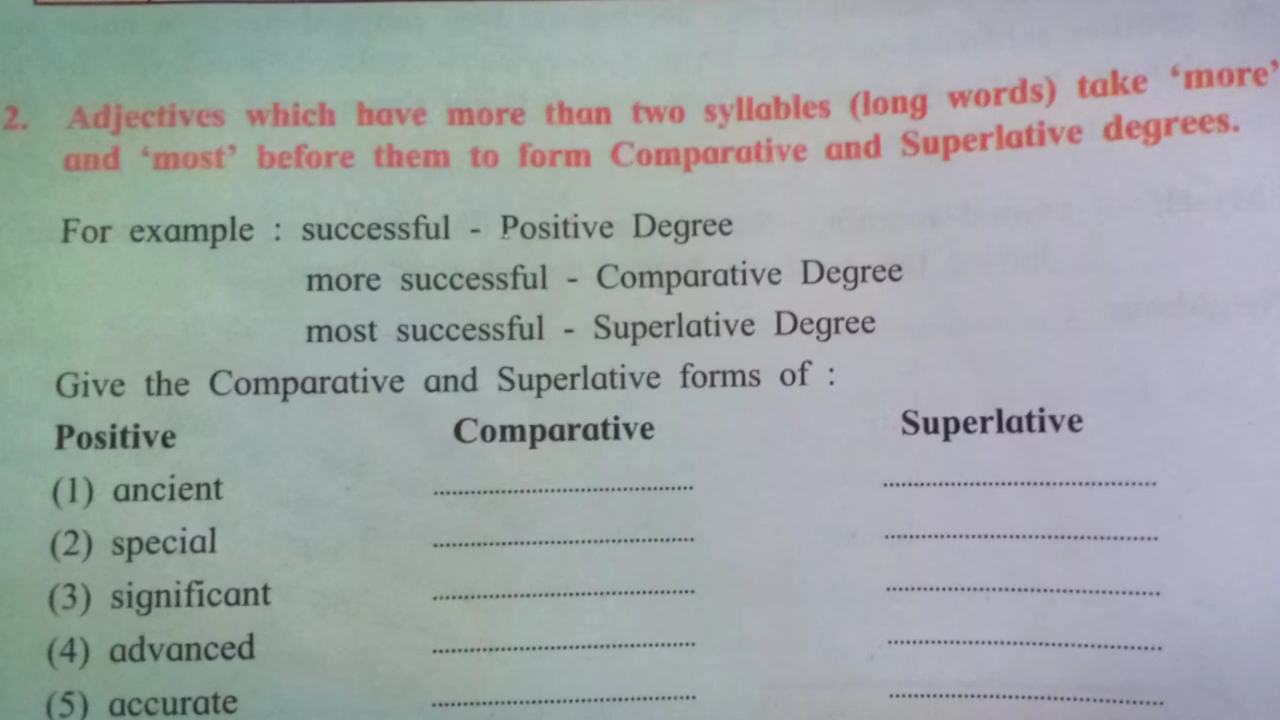 2. Adjectives which have more than two syllables (long words) take ‘more’
and ‘most’ before them to form Comparative and Superlative degrees.
For example : successful - Positive Degree
more successful - Comparative Degree
most successful - Superlative Degree
Give the Comparative and Superlative forms of :
Positive Comparative Superlative
(1) ancient ........................ ........................
(2) special ........................ ........................
(3) significant ........................ ........................
(4) advanced ........................ ........................
(5) accurate ........................ ........................